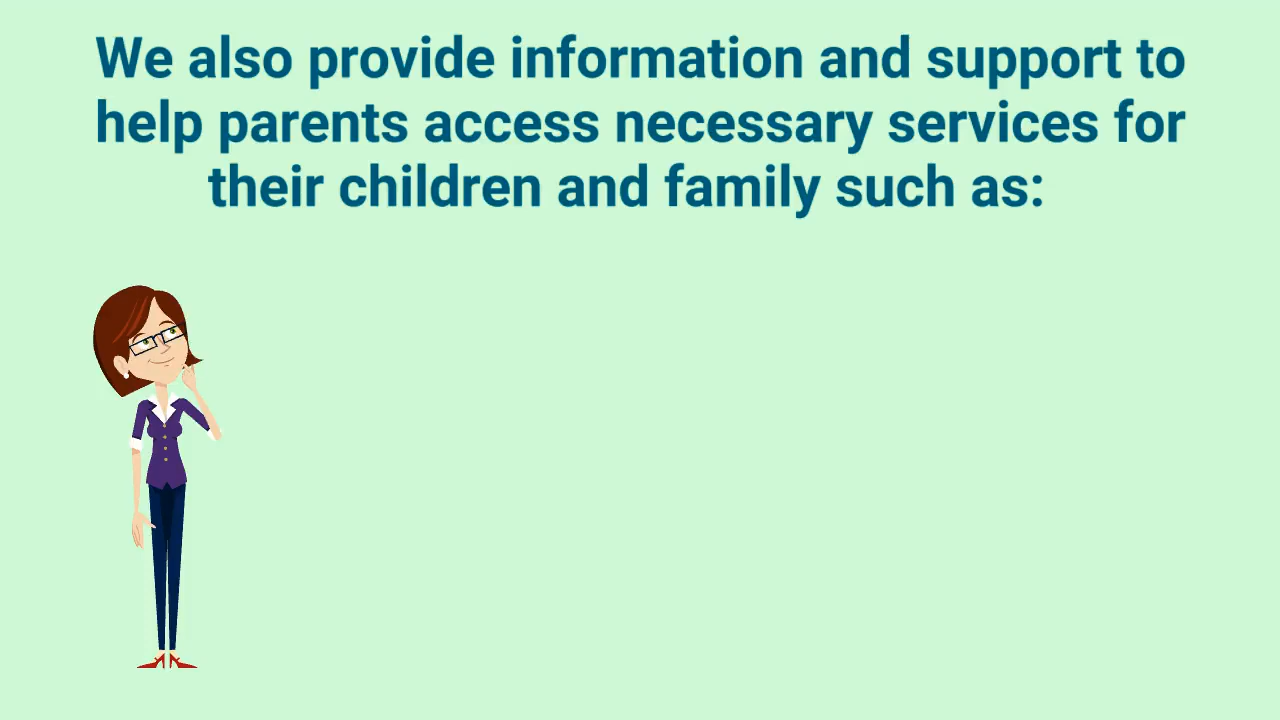 We also provide information and support to
help parents access necessary services for
their children and family such as: